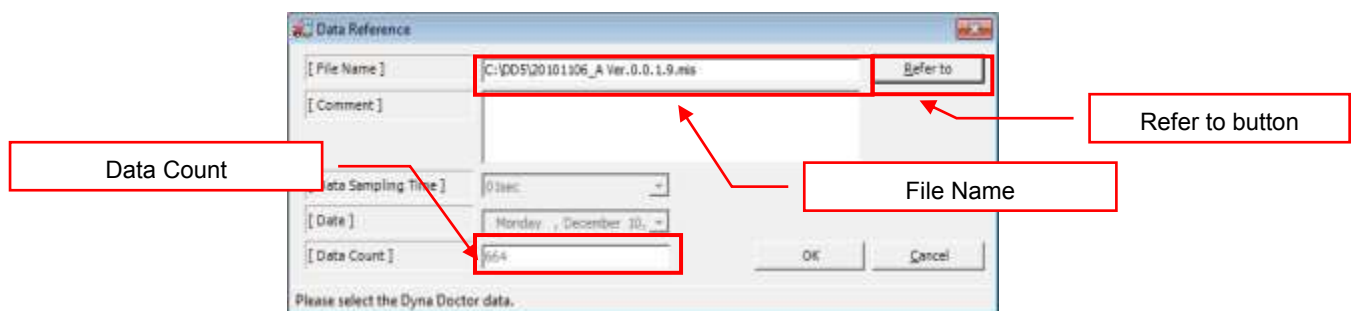 Data Reference
[ File Name ] C:\DD5\20101106_A Ver.0.0.1.9.mis Refer to
[ Comment ]
Refer to button
Data Count
File Name
[ Data Sampling Time ] 01sec
[ Date ] Monday , December 10,
[ Data Count ] 664 OK Cancel
Please select the Dyna Doctor data.